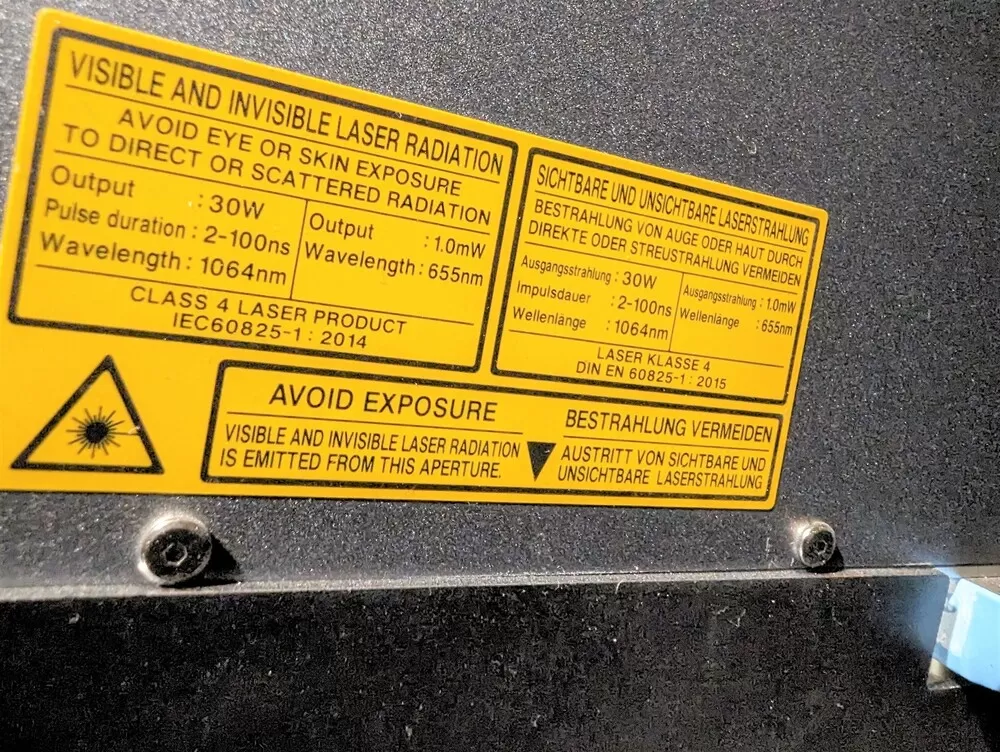 VISIBLE AND INVISIBLE LASER RADIATION
AVOID EYE OR SKIN EXPOSURE
TO DIRECT OR SCATTERED RADIATION
Output : 30W
Pulse duration : 2-100ns
Wavelength : 1064nm
Output : 1.0mW
Wavelength : 655nm
CLASS 4 LASER PRODUCT
IEC60825-1 : 2014
SICHTBARE UND UNSICHTBARE LASERSTRAHLUNG
BESTRAHLUNG VON AUGE ODER HAUT DURCH
DIREKTE ODER STREUSTRAHLUNG VERMEIDEN
Ausgangsstrahlung : 30W
Impulsdauer : 2-100ns
Wellenlänge : 1064nm
Ausgangsstrahlung : 1.0mW
Wellenlänge : 655nm
LASER KLASSE 4
DIN EN 60825-1 : 2015
AVOID EXPOSURE
VISIBLE AND INVISIBLE LASER RADIATION
IS EMITTED FROM THIS APERTURE.
BESTRAHLUNG VERMEIDEN
AUSTRITT VON SICHTBARE UND
UNSICHTBARE LASERSTRAHLUNG